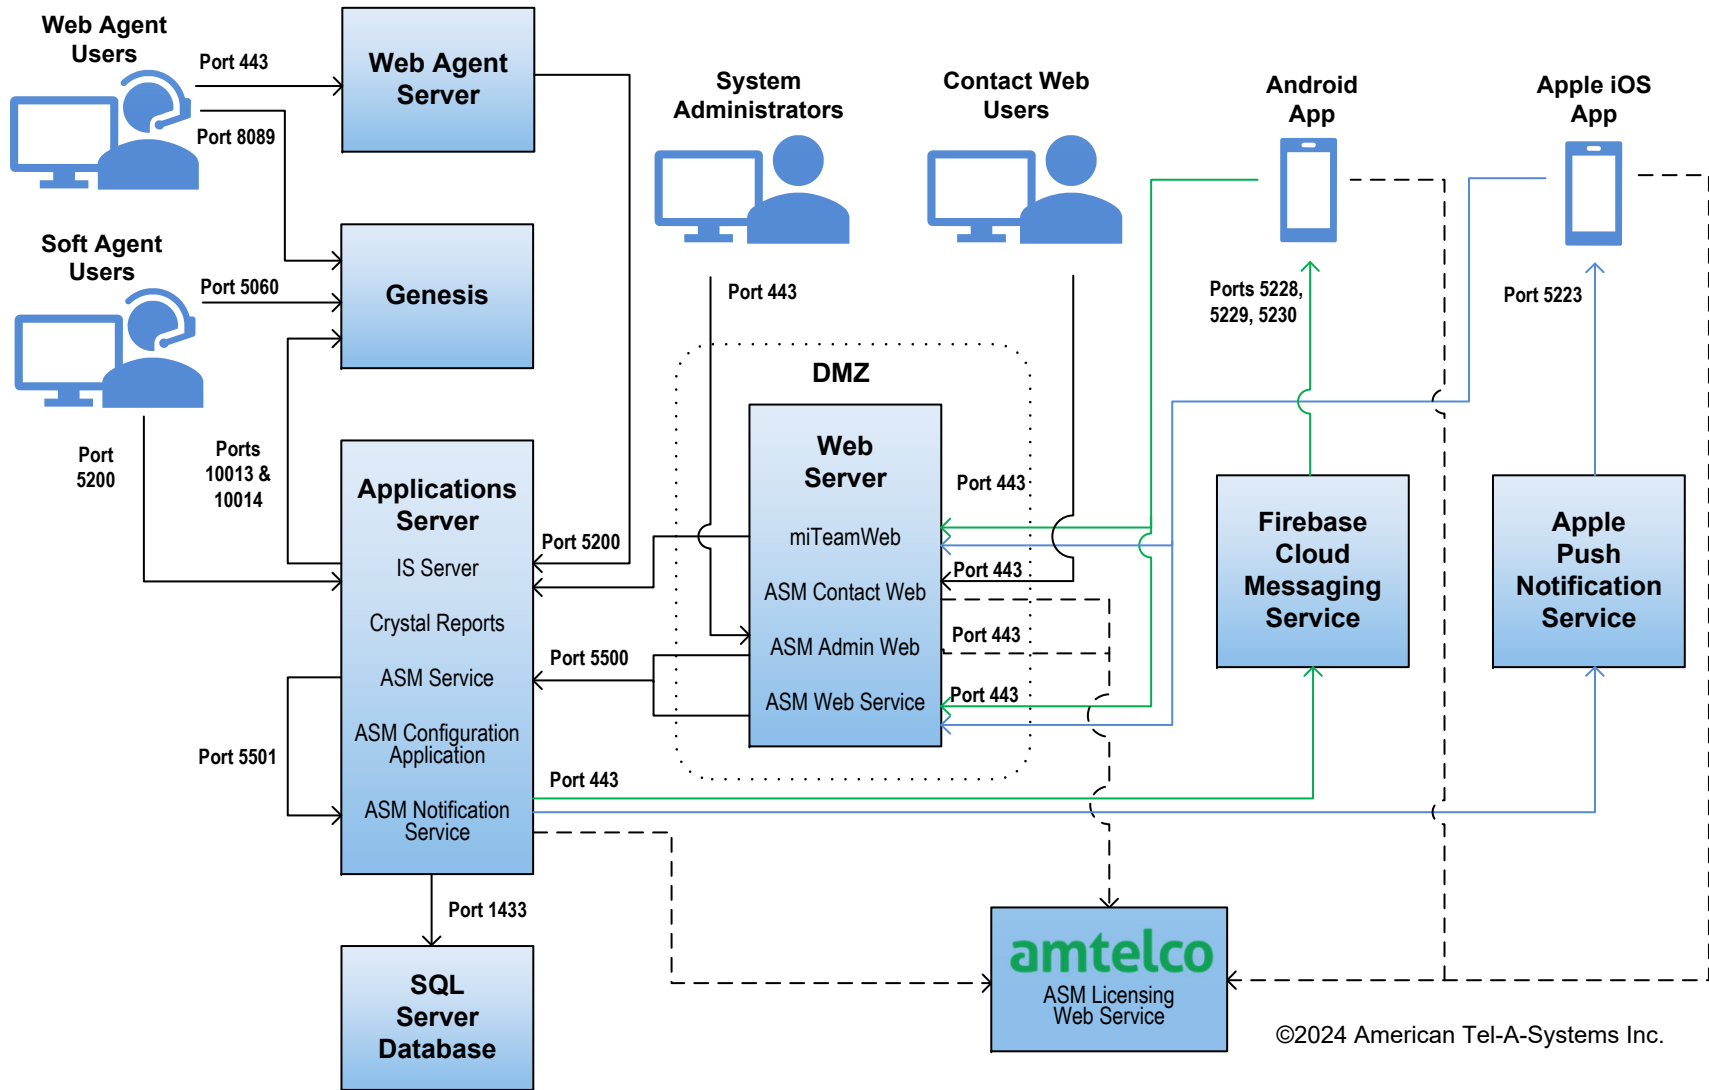 Web Agent
Users
Port 443
Port 8089
Web Agent
Server
System
Administrators
Contact Web
Users
Android
App
Apple iOS
App
Soft Agent
Users
Port 5060
Genesis
Port 443
Ports 5228,
5229, 5230
Port 5223
DMZ
Port
5200
Ports
10013 &
10014
Applications
Server
IS Server
Crystal Reports
ASM Service
ASM Configuration
Application
ASM Notification
Service
Port 5200
Port 5500
Port 5501
Port 443
Web
Server
miTeamWeb
ASM Contact Web
ASM Admin Web
ASM Web Service
Port 443
Port 443
Port 443
Port 443
Firebase
Cloud
Messaging
Service
Apple
Push
Notification
Service
Port 1433
SQL
Server
Database
amtelco
ASM Licensing
Web Service
©2024 American Tel-A-Systems Inc.